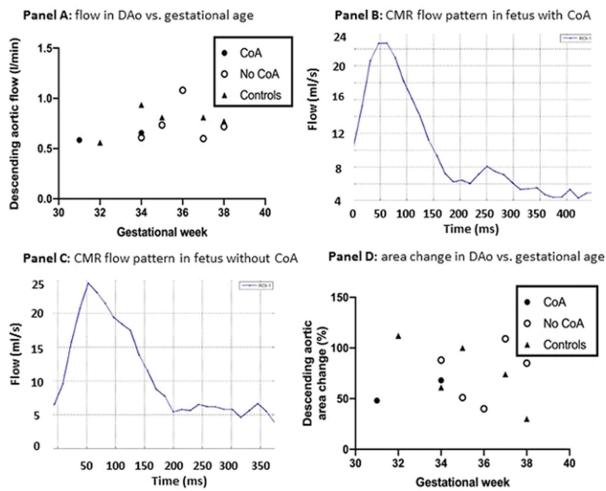 Panel A: flow in DAo vs. gestational age
Descending aortic flow (l/min)
1.5
1.0
0.5
0.0
30 32 34 36 38 40
Gestational week
CoA
No CoA
Controls
Panel B: CMR flow pattern in fetus with CoA
Flow (ml/s)
24
20
16
12
8
4
0 50 100 150 200 250 300 350 400
Time (ms)
Panel C: CMR flow pattern in fetus without CoA
Flow (ml/s)
25
20
15
10
5
0
50 100 150 200 250 300 350
Time (ms)
Panel D: area change in DAo vs. gestational age
Descending aortic
area change (%)
150
100
50
0
30 32 34 36 38 40
Gestational week
CoA
No CoA
Controls